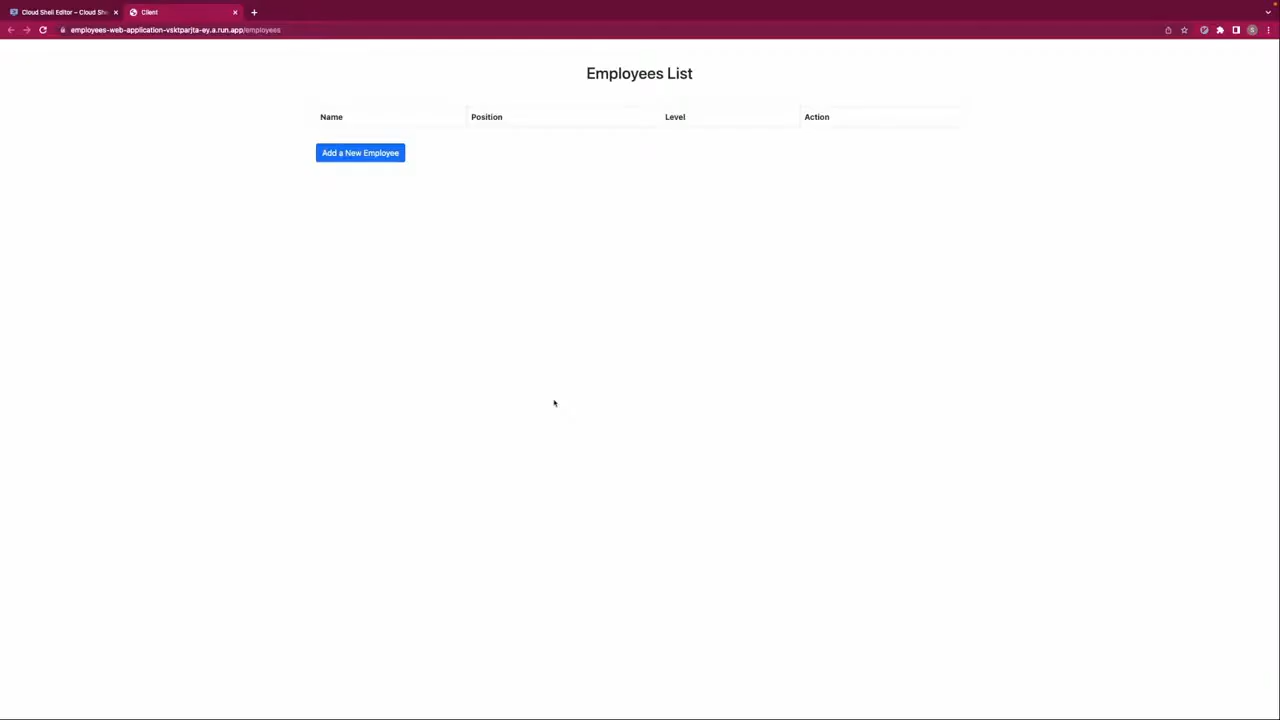 Cloud Shell Editor – Cloud She
Client
employees-web-application-vsktparjta-ey.a.run.app/employees
Employees List
Name Position Level Action
Add a New Employee